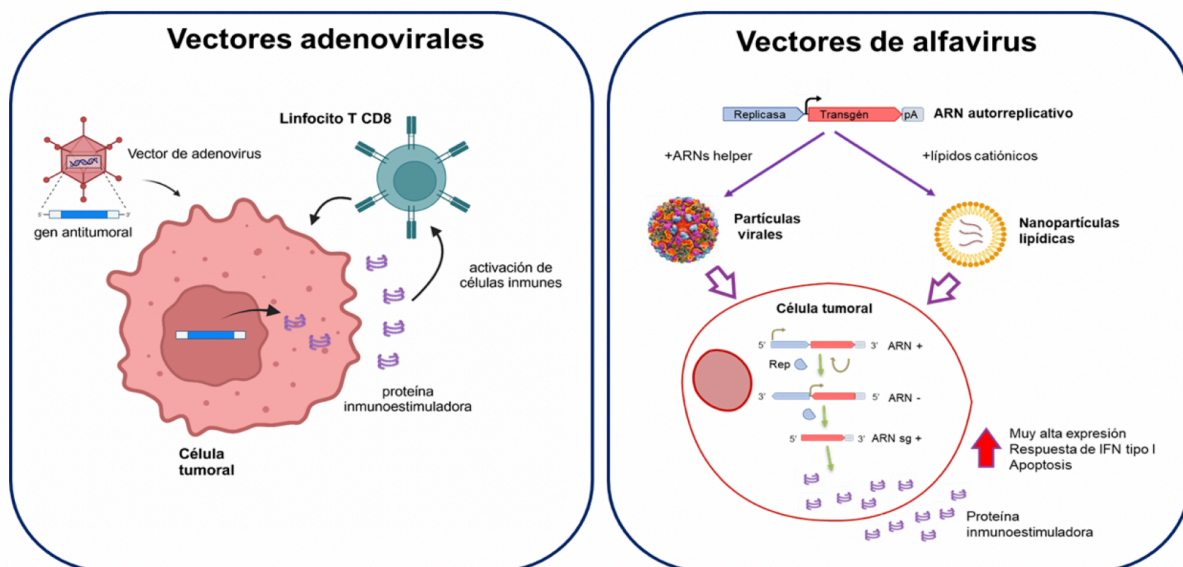 Vectores adenovirales
Linfocito T CD8
Vector de adenovirus
5'
3'
gen antitumoral
activación de
células inmunes
proteína
inmunoestimuladora
Célula
tumoral
Vectores de alfavirus
Replicasa
Transgén
pA
ARN autorreplicativo
+ARNs helper
+lípidos catiónicos
Partículas
virales
Nanopartículas
lipídicas
Célula tumoral
5'
3'
ARN +
Rep
3'
5'
ARN -
5'
3'
ARN sg +
Muy alta expresión
Respuesta de IFN tipo I
Apoptosis
Proteína
inmunoestimuladora